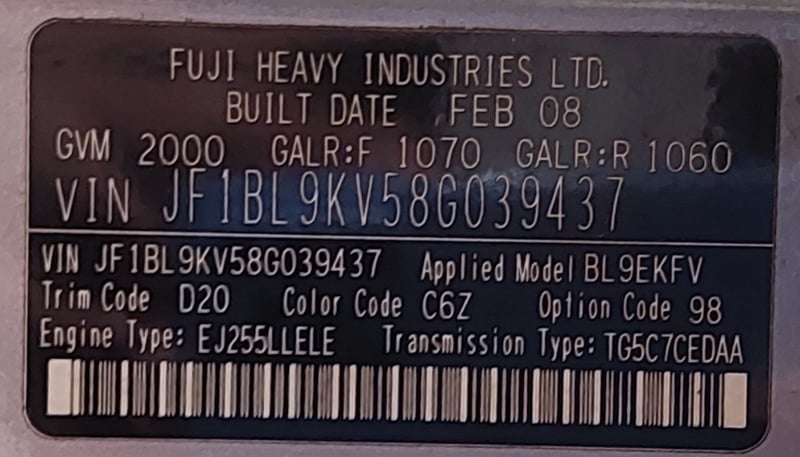 FUJI HEAVY INDUSTRIES LTD.
BUILT DATE FEB 08
GVM 2000 GALR:F 1070 GALR:R 1060
VIN JF1BL9KV58G039437
VIN JF1BL9KV58G039437 Applied Model BL9EKFV
Trim Code D20 Color Code C6Z Option Code 98
Engine Type: EJ255LLELE Transmission Type: TG5C7CEDAA